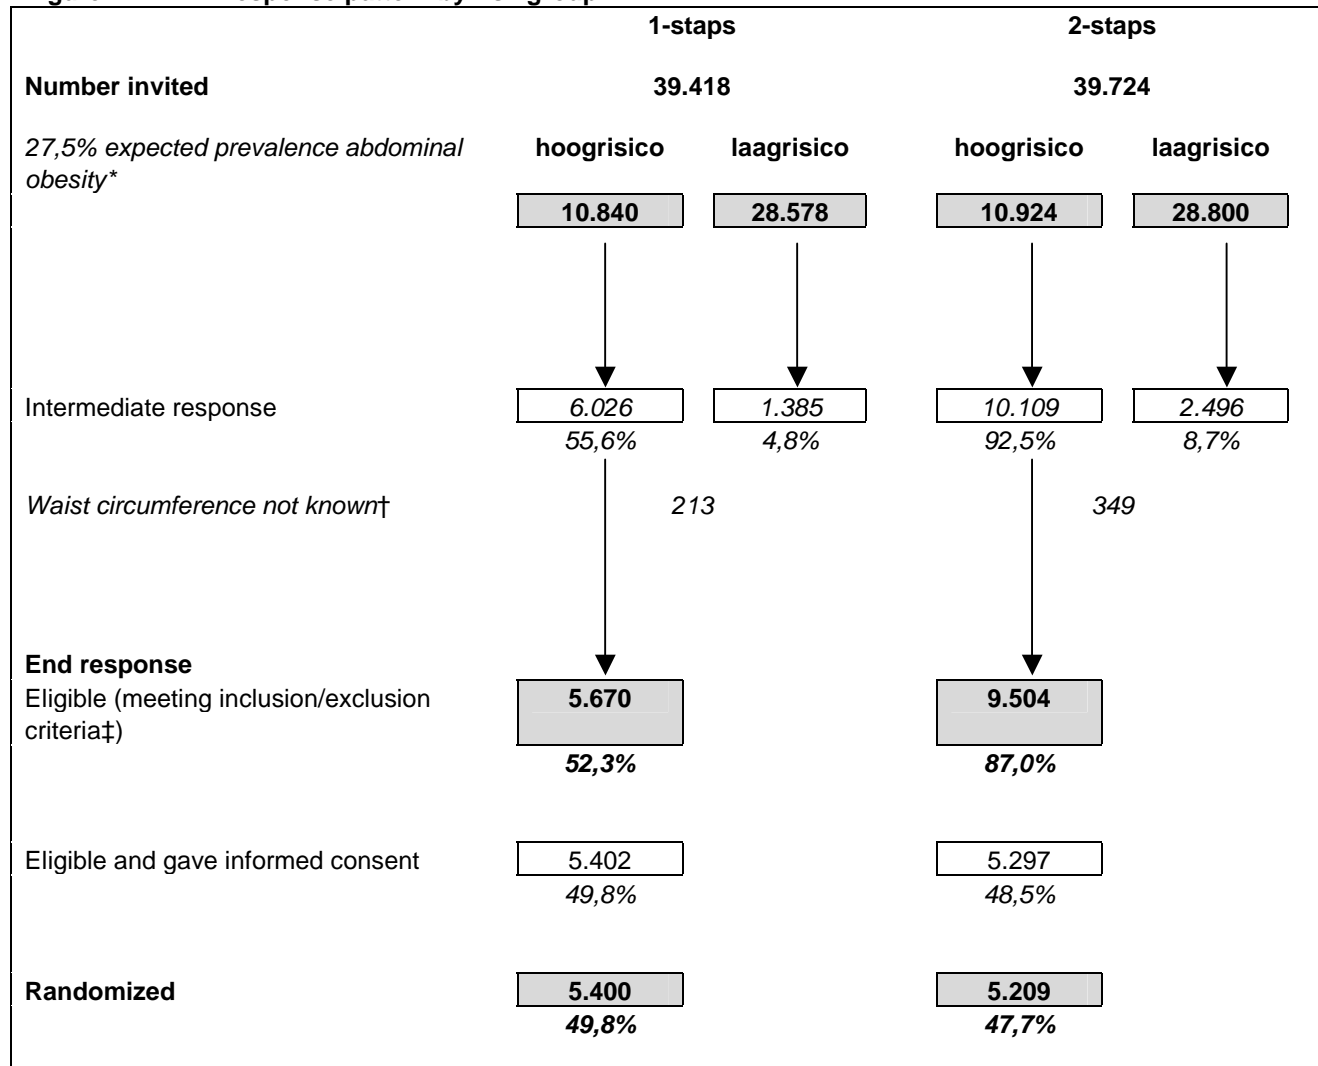 1-staps 2-staps
Number invited 39.418 39.724
27,5% expected prevalence abdominal hoogrisico laagrisico hoogrisico laagrisico
obesity*
10.840 28.578 10.924 28.800
Intermediate response 6.026 1.385 10.109 2.496
55,6% 4,8% 92,5% 8,7%
Waist circumference not known† 213 349
End response
Eligible (meeting inclusion/exclusion 5.670 9.504
criteria‡)
52,3% 87,0%
Eligible and gave informed consent 5.402 5.297
49,8% 48,5%
Randomized 5.400 5.209
49,8% 47,7%